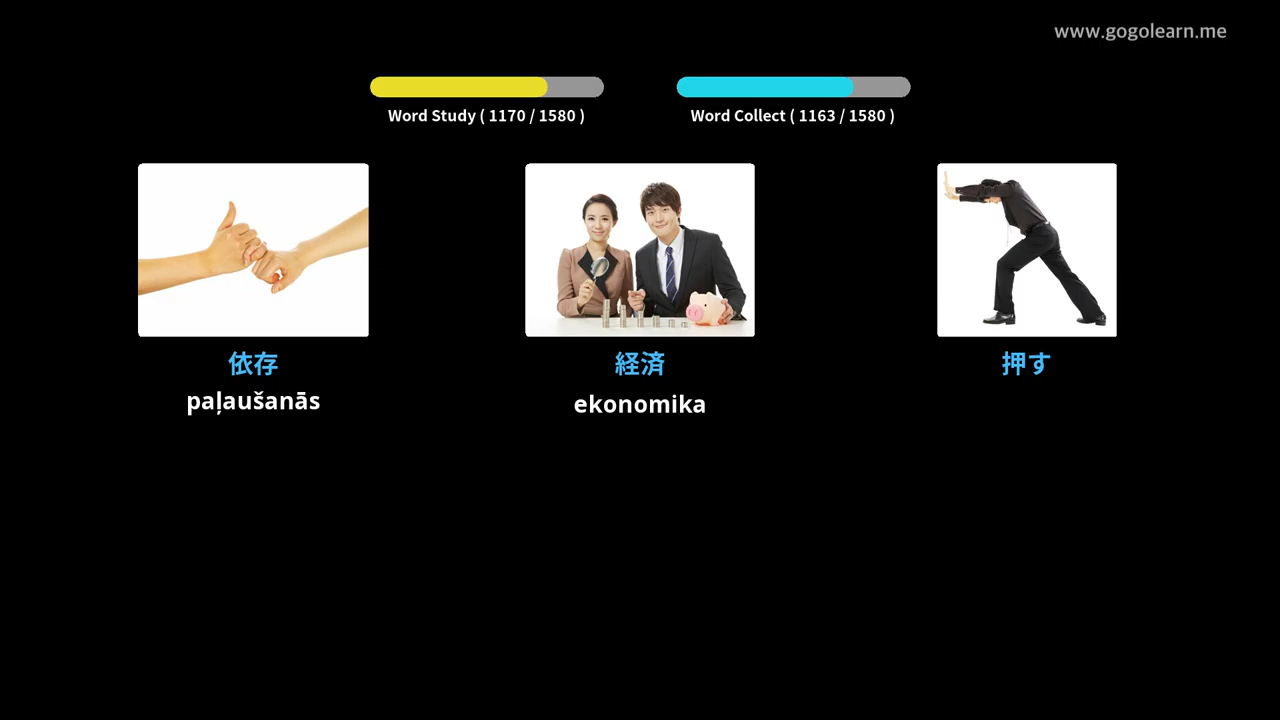 www.gogolearn.me
Word Study ( 1170 / 1580 )
Word Collect ( 1163 / 1580 )
依存
経済
押す
paļaušanās
ekonomika